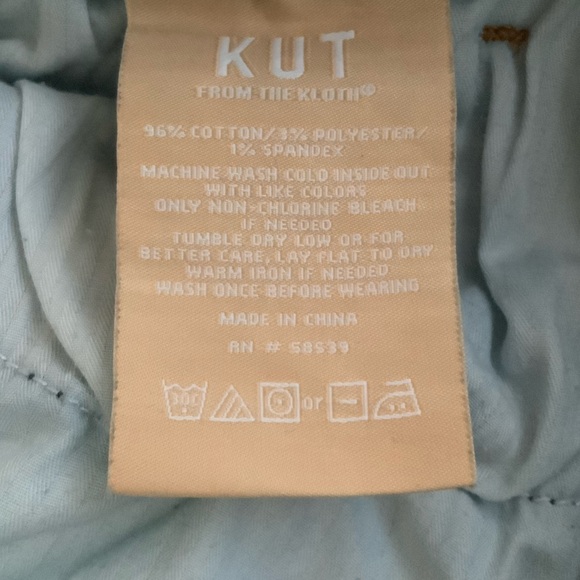 KUT
FROM THE KLOTH®
96% COTTON/3% POLYESTER/
1% SPANDEX
MACHINE WASH COLD INSIDE OUT
WITH LIKE COLORS
ONLY NON-CHLORINE BLEACH
IF NEEDED
TUMBLE DRY LOW OR FOR
BETTER CARE, LAY FLAT TO DRY
WARM IRON IF NEEDED
WASH ONCE BEFORE WEARING
MADE IN CHINA
RN # 58539
30C or